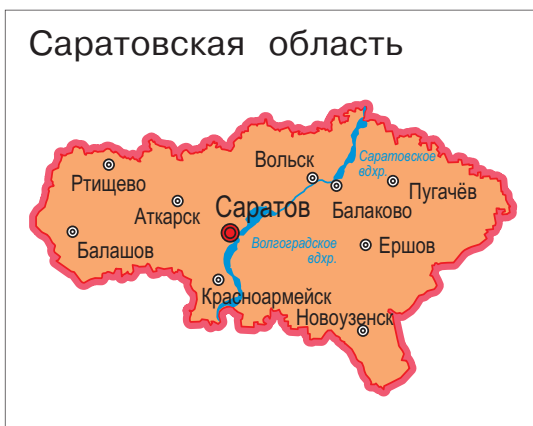 Саратовская область
Вольск
Саратовское
вдхр.
Ртищево
Пугачёв
Аткарск
Саратов
Балаково
Балашов
Волгоградское
вдхр.
Ершов
Красноармейск
Новоузенск